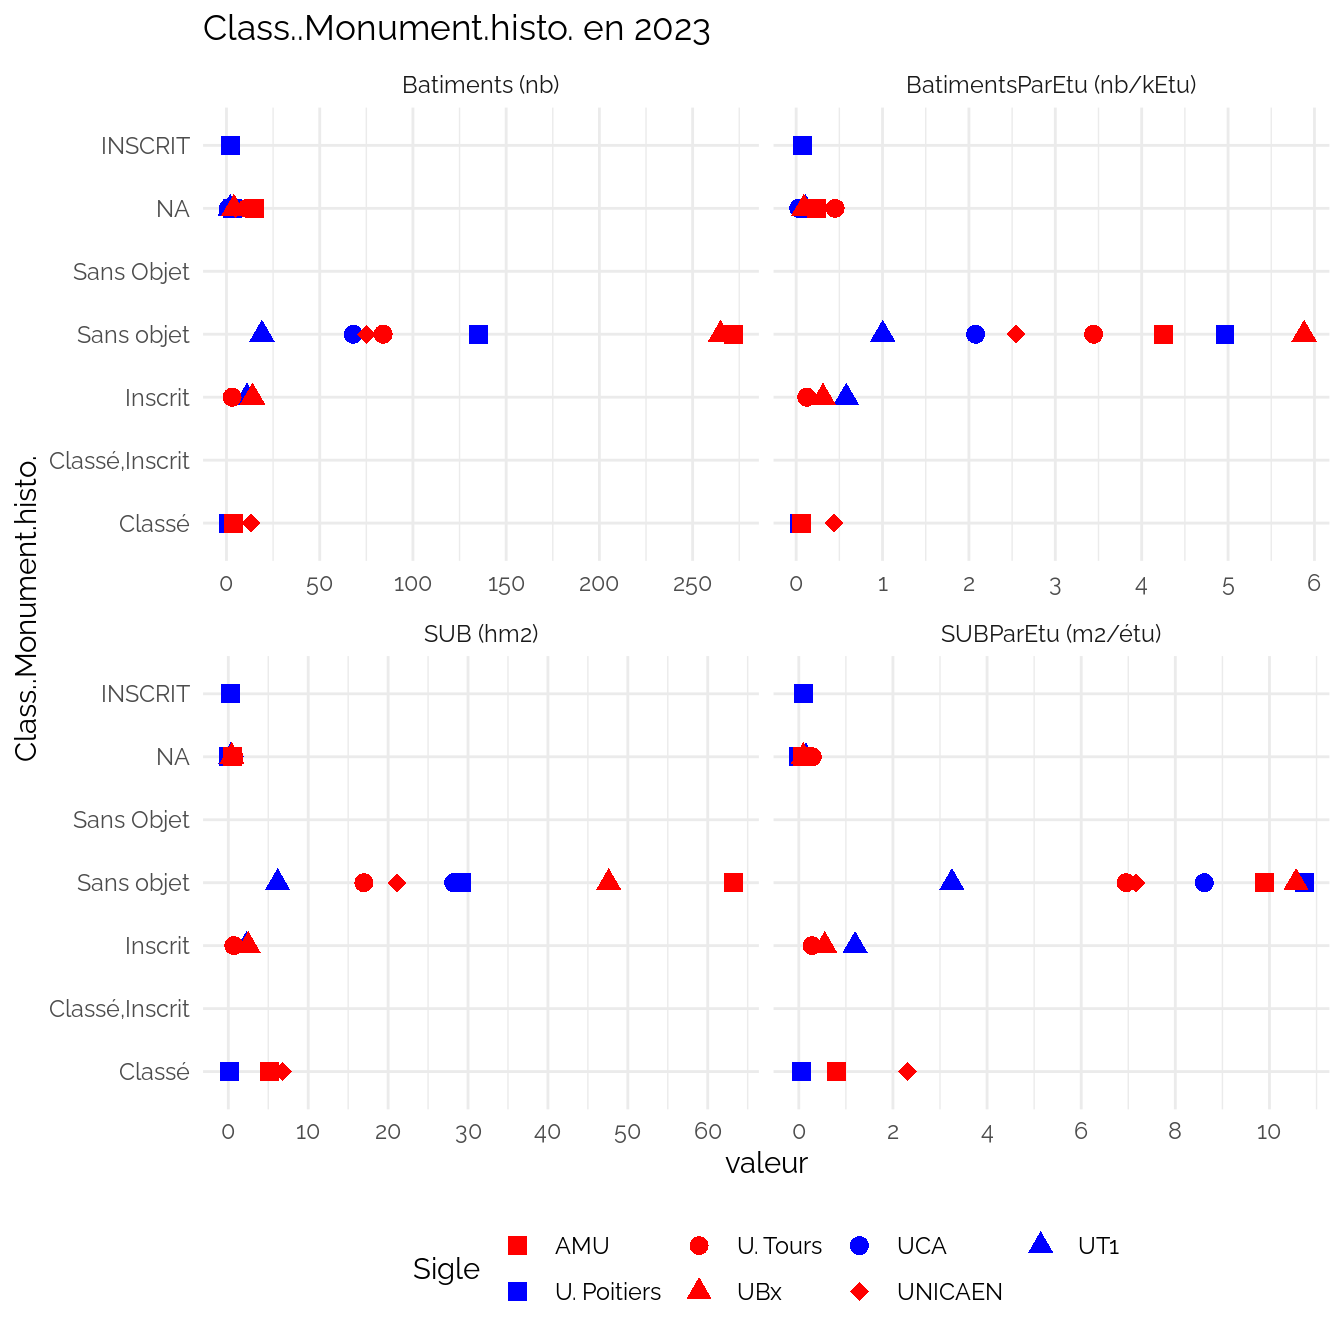 Class..Monument.histo. en 2023
Batiments (nb)
BatimentsParEtu (nb/kEtu)
INSCRIT
NA
Sans Objet
Sans objet
Inscrit
Classé,Inscrit
Classé
0 50 100 150 200 250
0 1 2 3 4 5 6
SUB (hm2)
SUBParEtu (m2/étu)
INSCRIT
NA
Sans Objet
Sans objet
Inscrit
Classé,Inscrit
Classé
0 10 20 30 40 50 60
0 2 4 6 8 10
Class..Monument.histo.
valeur
Sigle
AMU
U. Tours
UCA
UT1
U. Poitiers
UBx
UNICAEN